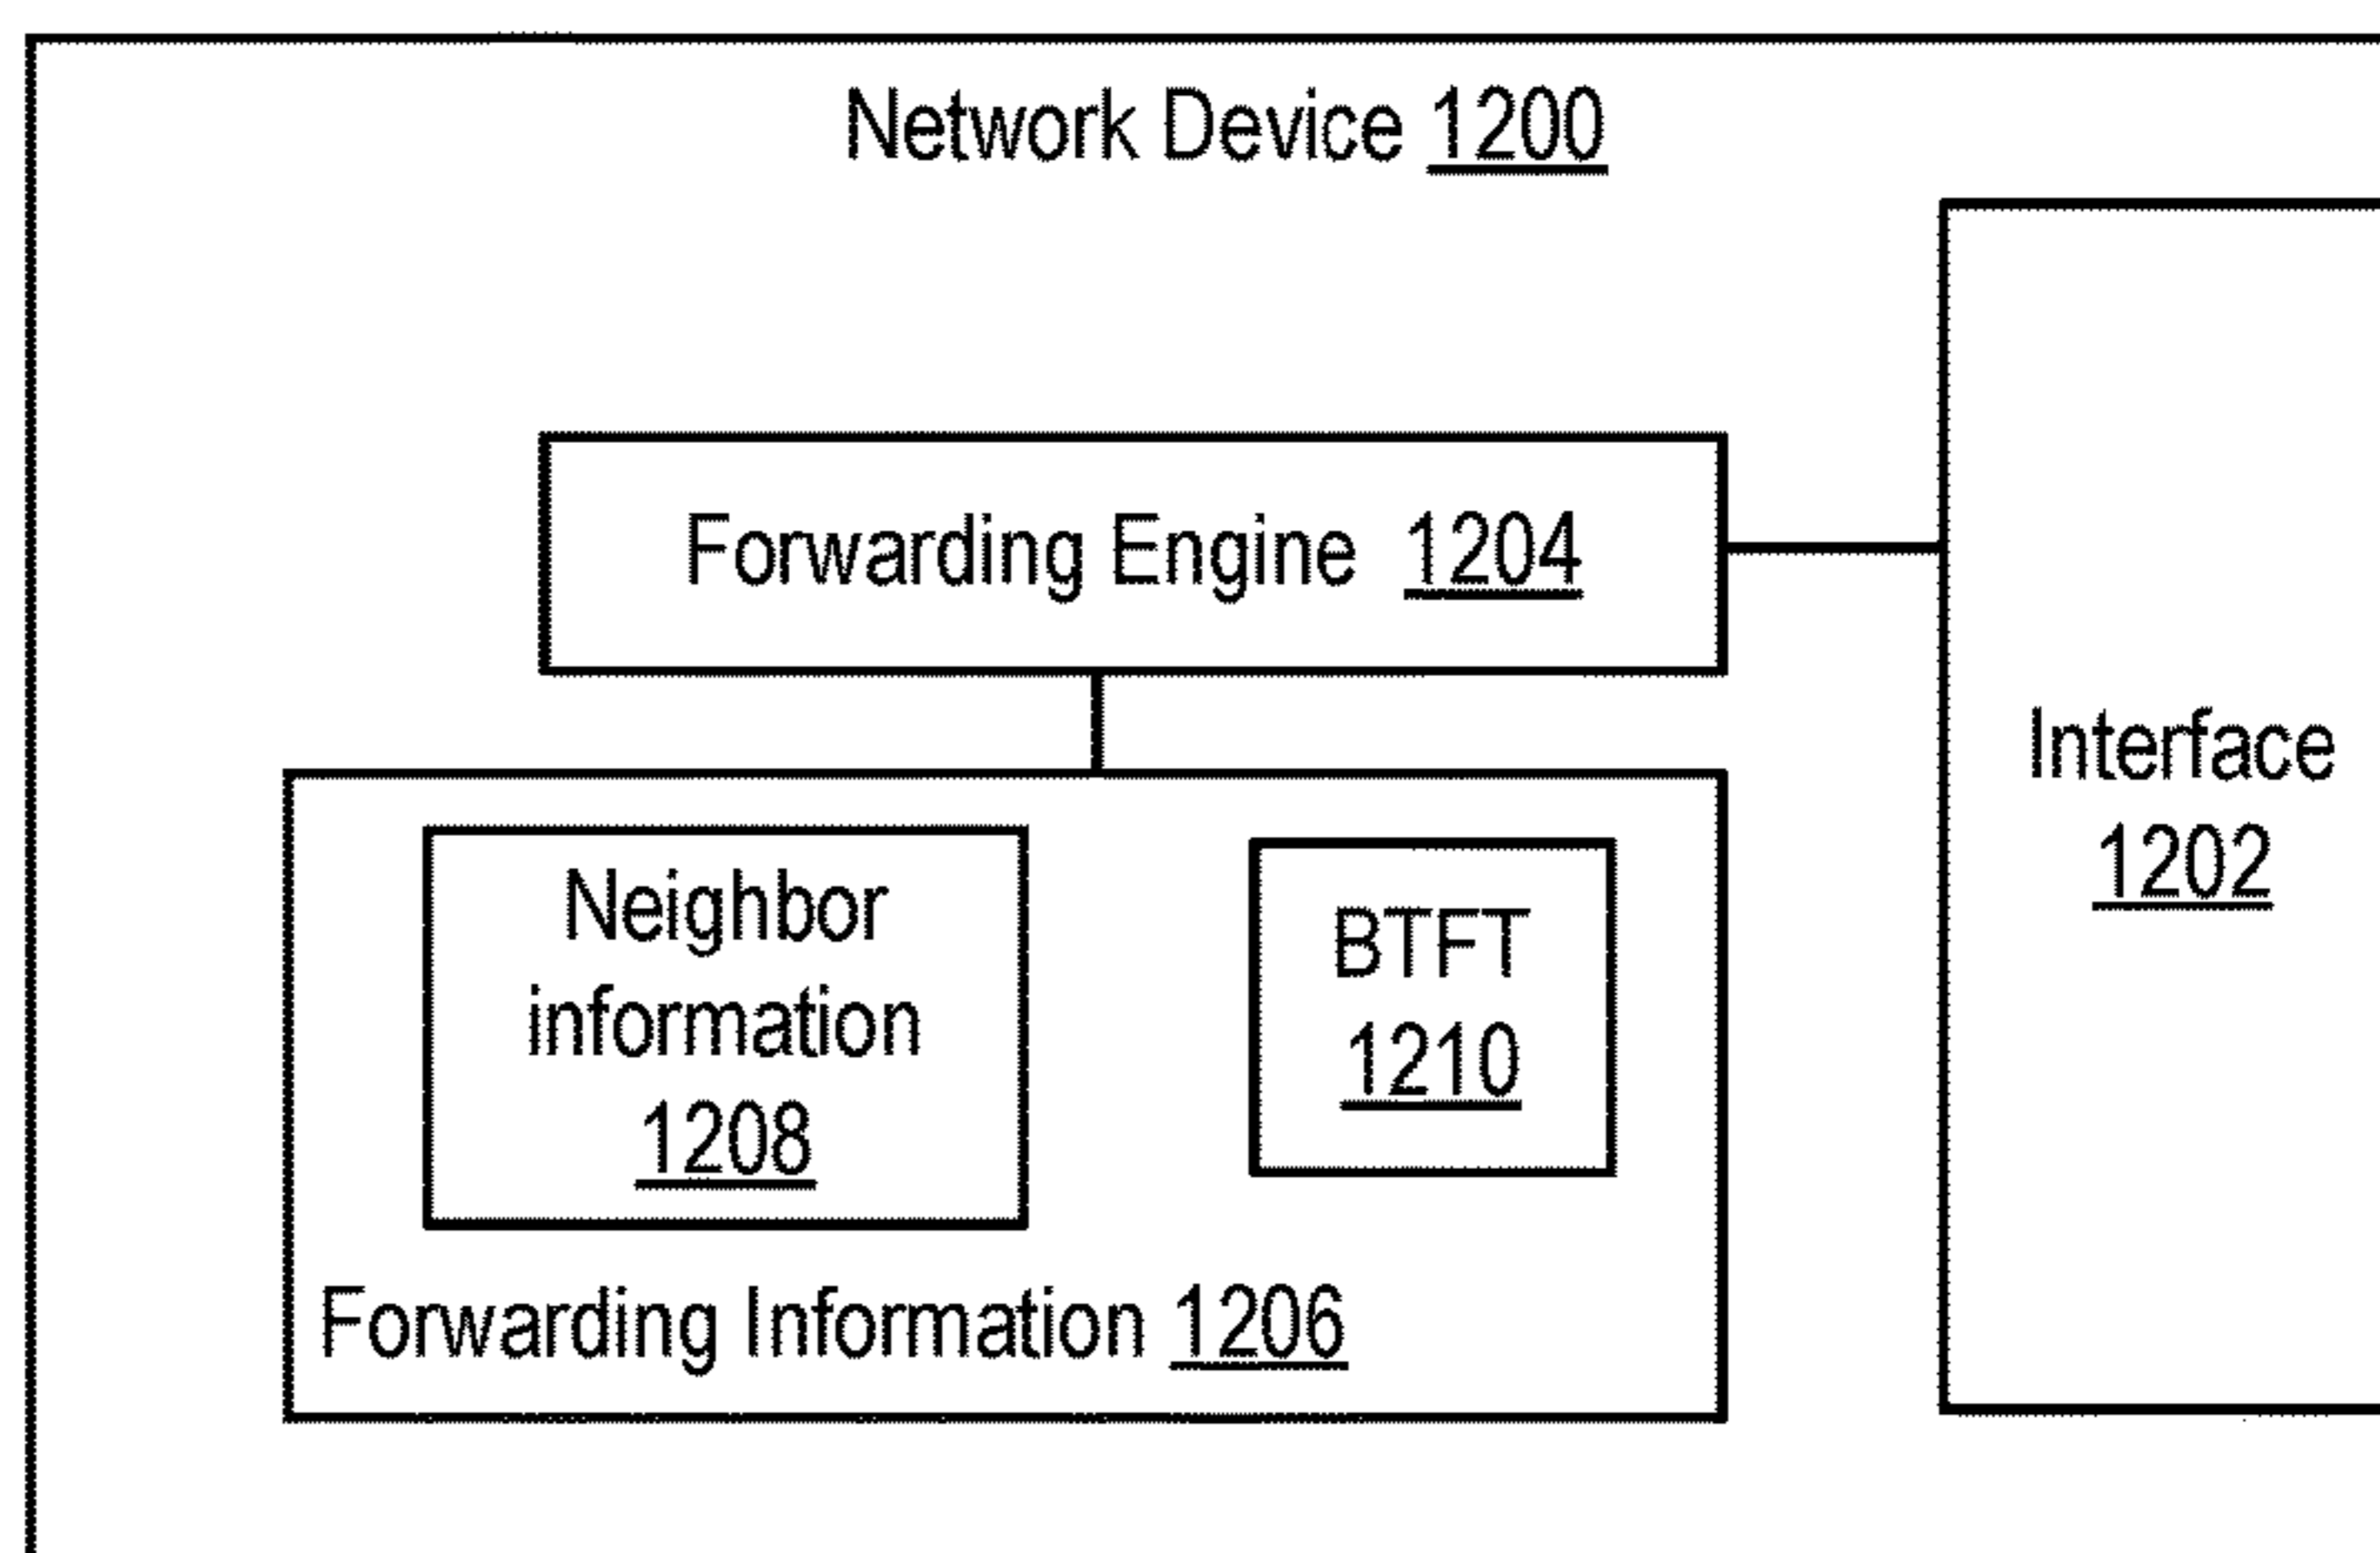 Network Device 1200
Forwarding Engine 1204
Interface
1202
Neighbor
information
1208
BTFT
1210
Forwarding Information 1206